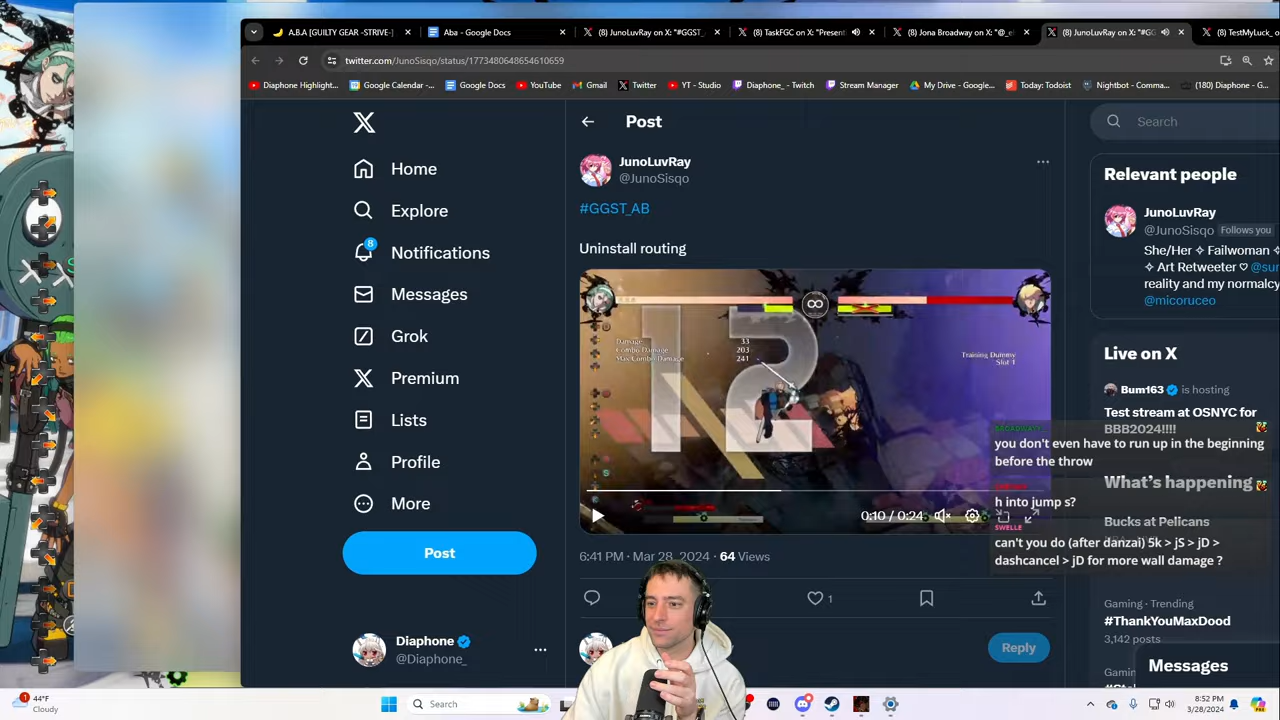 A.B.A [GUILTY GEAR -STRIVE-]
Aba - Google Docs
(8) JunoLuvRay on X: "#GGST_
(8) TaskFGC on X: "Present
(8) Jona Broadway on X: "@_el
(8) JunoLuvRay on X: "#GG
(8) TestMyLuck_ o
twitter.com/JunoSisqo/status/1773480648654610659
Diaphone Highlight...
Google Calendar -...
Google Docs
YouTube
Gmail
Twitter
YT - Studio
Diaphone_ - Twitch
Stream Manager
My Drive - Google...
Today: Todoist
Nightbot - Comma...
(180) Diaphone - G...
Post
Search
Home
Explore
8
Notifications
Messages
Grok
Premium
Lists
Profile
More
Post
Diaphone
@Diaphone_
JunoLuvRay
@JunoSisqo
#GGST_AB
Uninstall routing
12
Damage 33
Combo Damage 203
Max Combo Damage 241
Training Dummy
Slot 1
0:10 / 0:24
6:41 PM · Mar 28, 2024 · 64 Views
1
Reply
Relevant people
JunoLuvRay
@JunoSisqo Follows you
She/Her ✧ Failwoman ✧
✧ Art Retweeter ♡ @sur
reality and my normalcy
@micoruceo
Live on X
Bum163 is hosting
Test stream at OSNYC for
BBB2024!!!!
you don't even have to run up in the beginning
before the throw
What's happening
h into jump s?
Bucks at Pelicans
SWELLE
can't you do (after danzai) 5k > jS > jD >
dashcancel > jD for more wall damage ?
Gaming · Trending
#ThankYouMaxDood
3,142 posts
Messages
1
44°F
Cloudy
Search
8:52 PM
3/28/2024